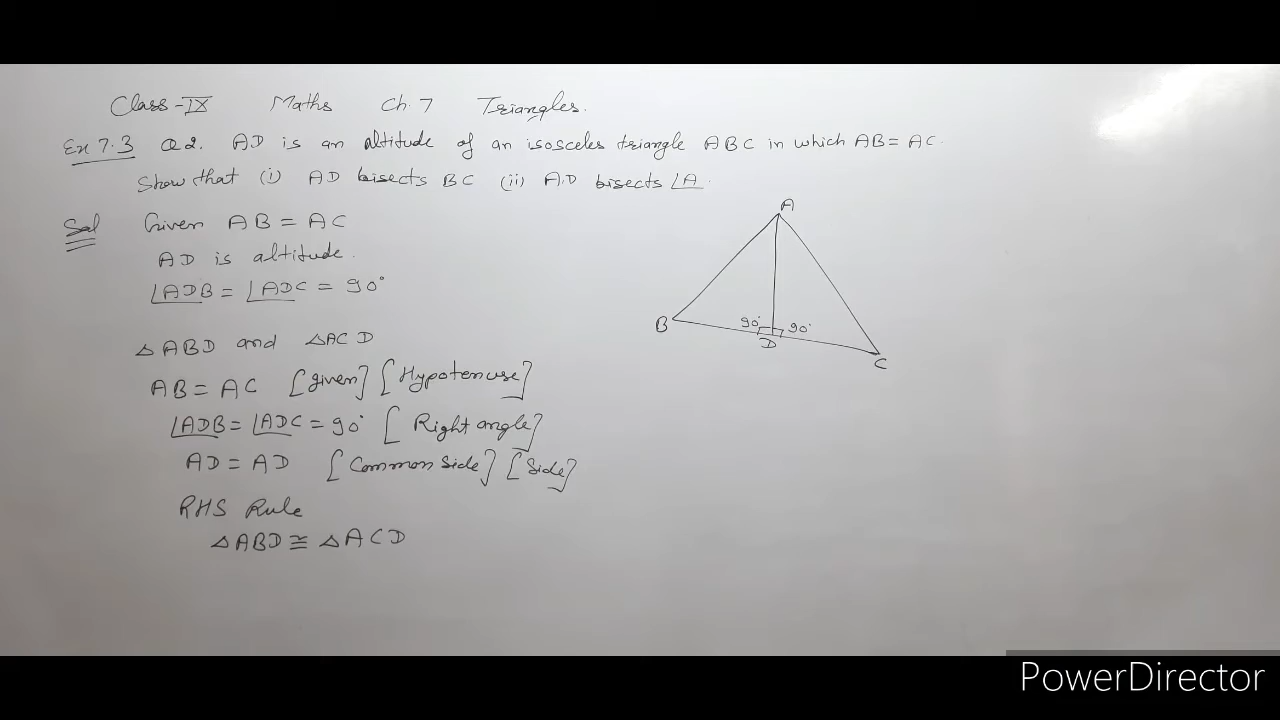 Class-IX Maths Ch. 7 Triangles.
Ex 7.3 Q2. AD is an altitude of an isosceles triangle ABC in which AB = AC.
Show that (i) AD bisects BC (ii) AD bisects ∠A.
Sol Given AB = AC
AD is altitude.
∠ADB = ∠ADC = 90°
△ABD and △ACD
AB = AC [given] [Hypotenuse]
∠ADB = ∠ADC = 90° [Right angle]
AD = AD [Common side] [Side]
RHS Rule
△ABD ≅ △ACD
A
B
90° 90°
D
C
PowerDirector